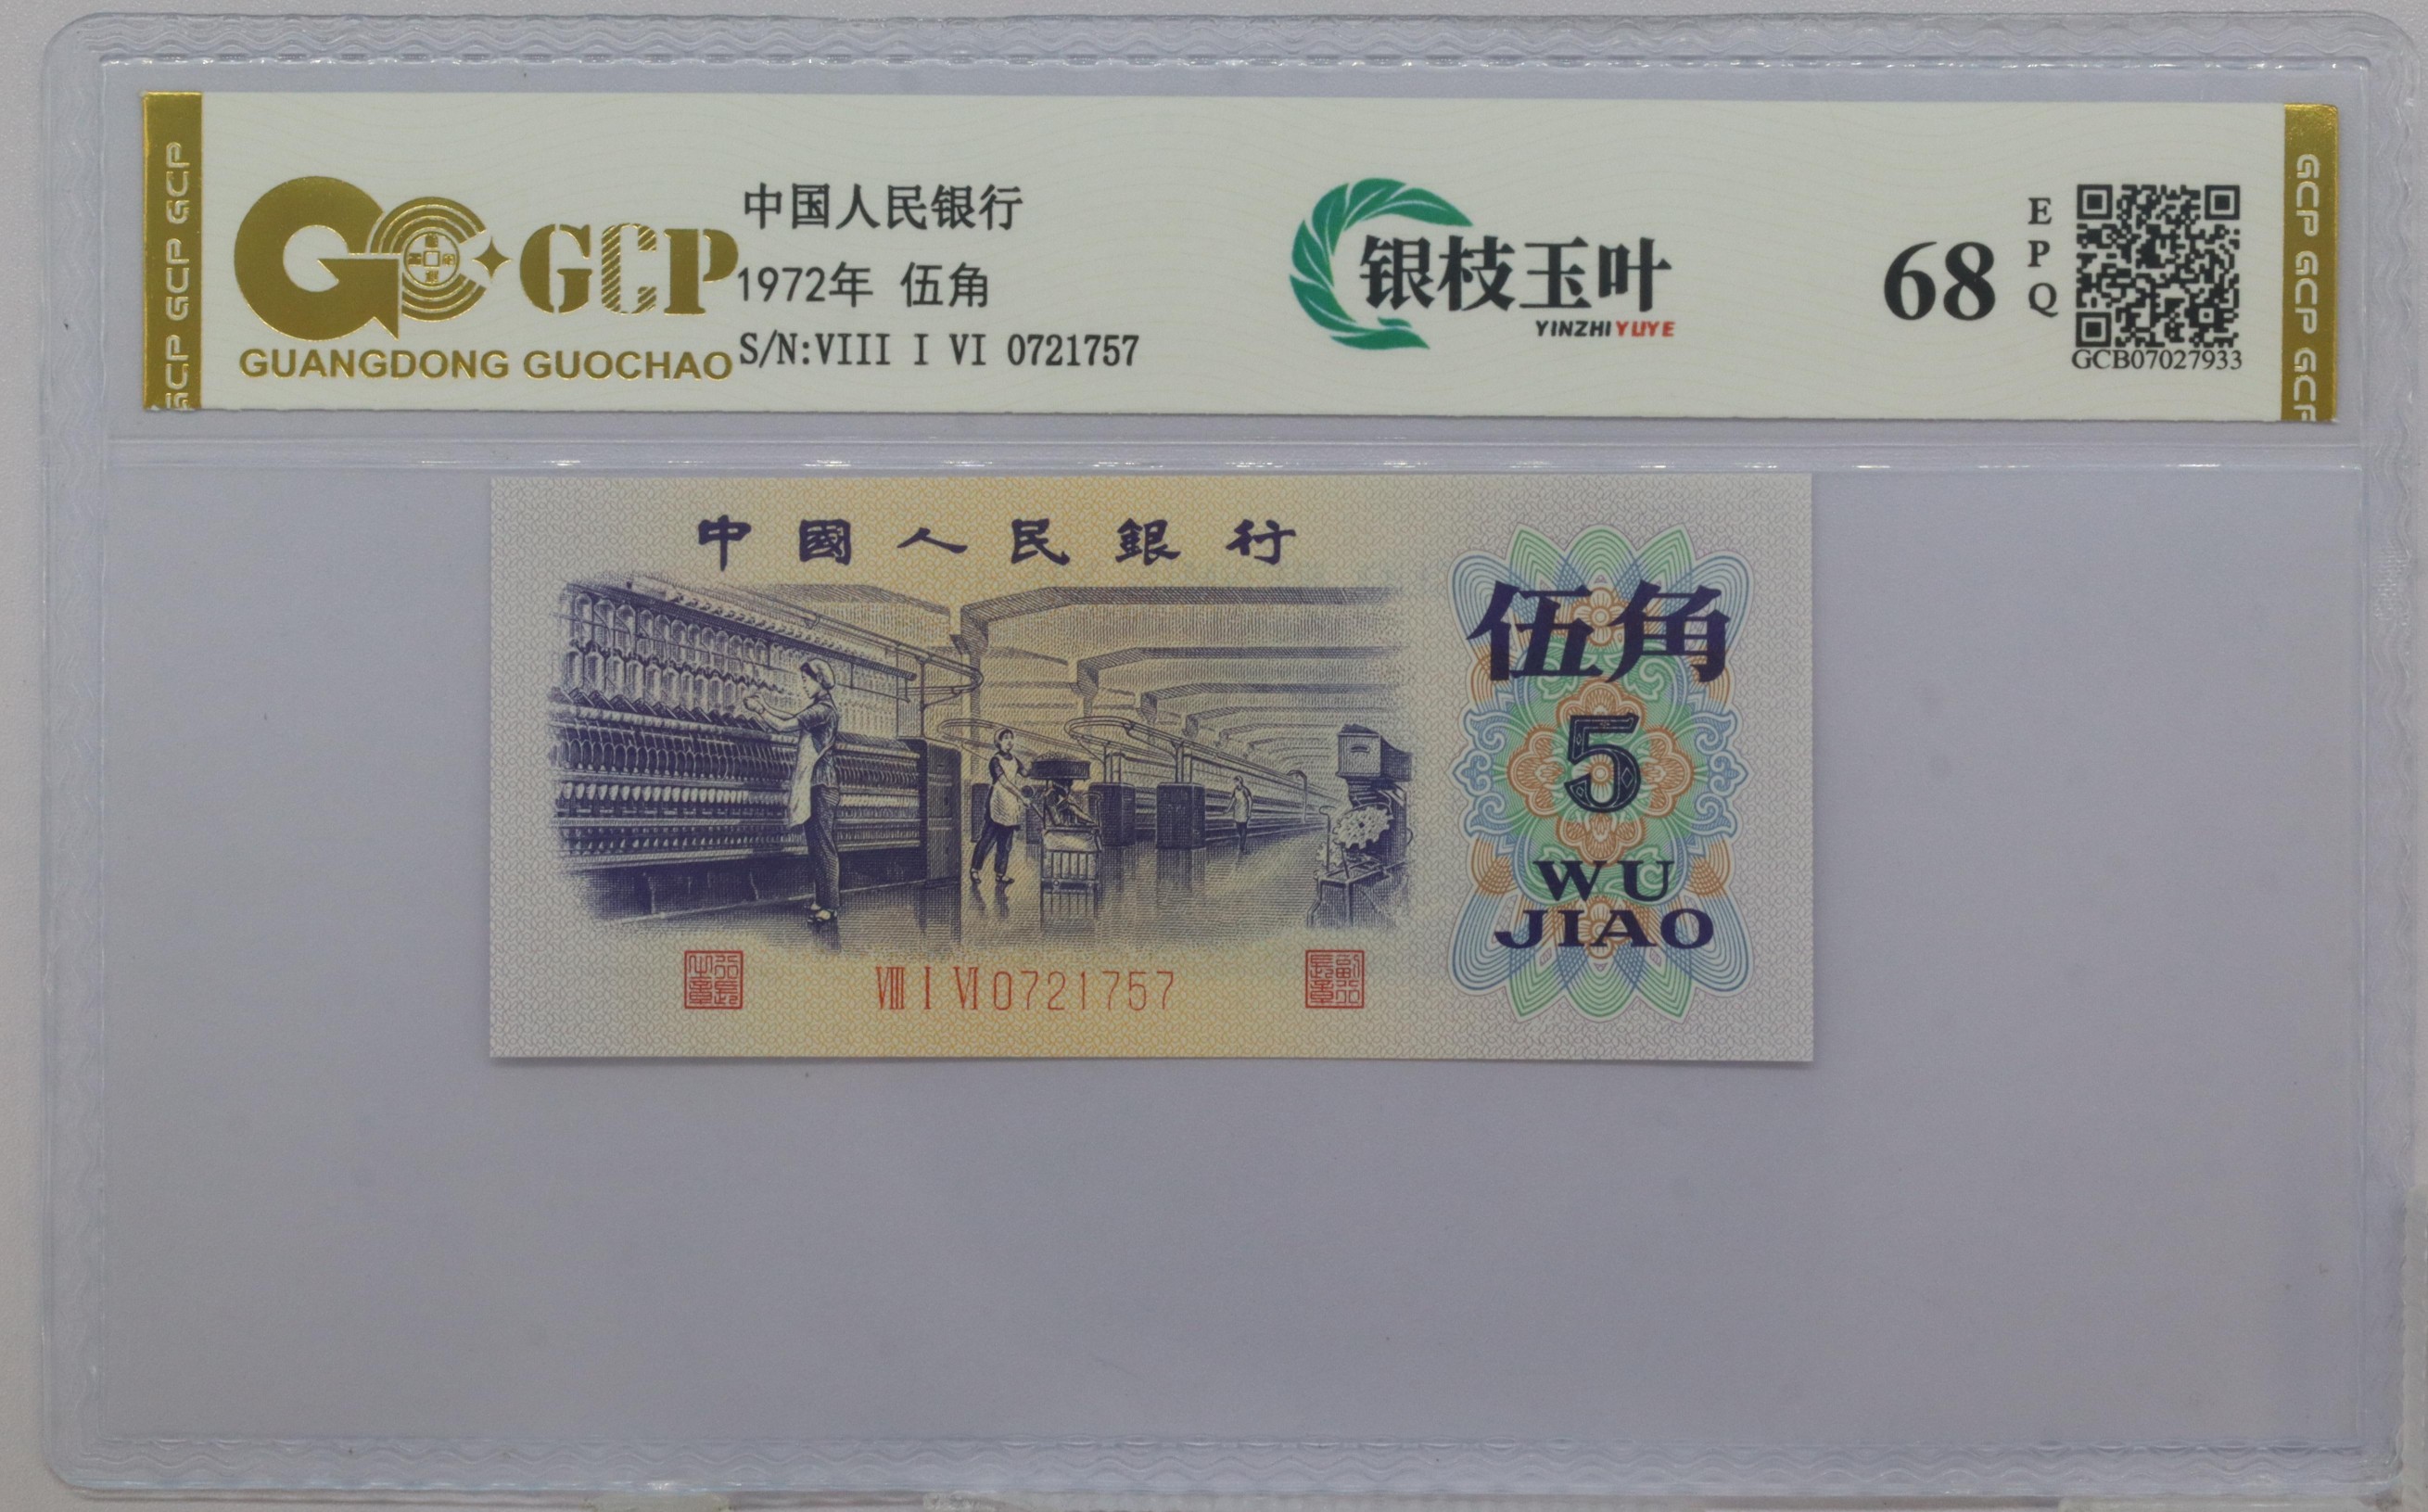 GCP GCP GCP
GCP
GUANGDONG GUOCHAO
中国人民银行
1972年 伍角
S/N:VIII I VI 0721757
银枝玉叶
YINZHIYUYE
68
EPQ
GCB07027933
GCP GCP GCP
中國人民銀行
伍角
5
WU
JIAO
VIII I VI 0721757